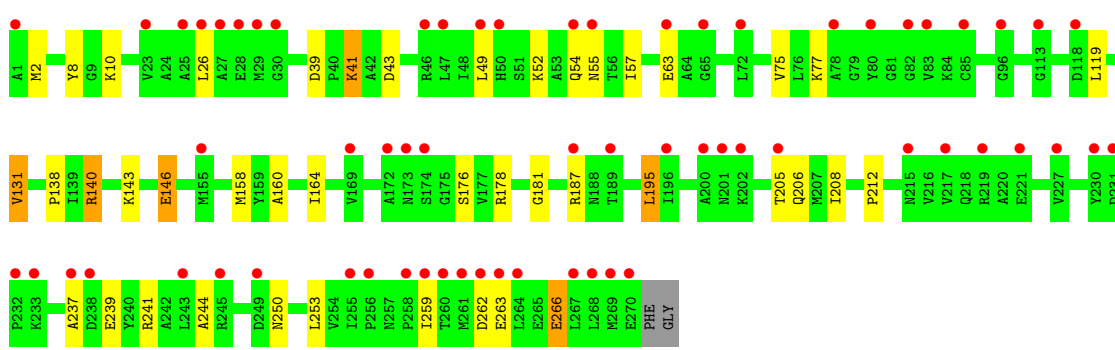 A1 M2 Y8 G9 K10 V23 A24 A25 L26 A27 E28 M29 G30 D39 P40 K41 A42 D43 R46 L47 I48 L49 H50 S51 K52 A53 Q54 N55 T56 I57 E63 A64 G65 L72 V75 L76 K77 A78 G79 Y80 G81 G82 V83 K84 C85 G96 G113 D118 L119
V131 P138 I139 R140 K143 E146 M155 M158 Y159 A160 I164 V169 A172 N173 S174 G175 S176 V177 R178 G181 R187 N188 T189 L195 I196 A200 N201 K202 T205 Q206 M207 I208 P212 N215 V216 V217 Q218 R219 A220 E221 V227 Y230 D231
P232 K233 A237 D238 E239 Y240 R241 A242 L243 A244 R245 D249 N250 L253 V254 I255 P256 N257 P258 I259 T260 M261 D262 E263 L264 E265 E266 L267 L268 M269 E270 PHE GLY